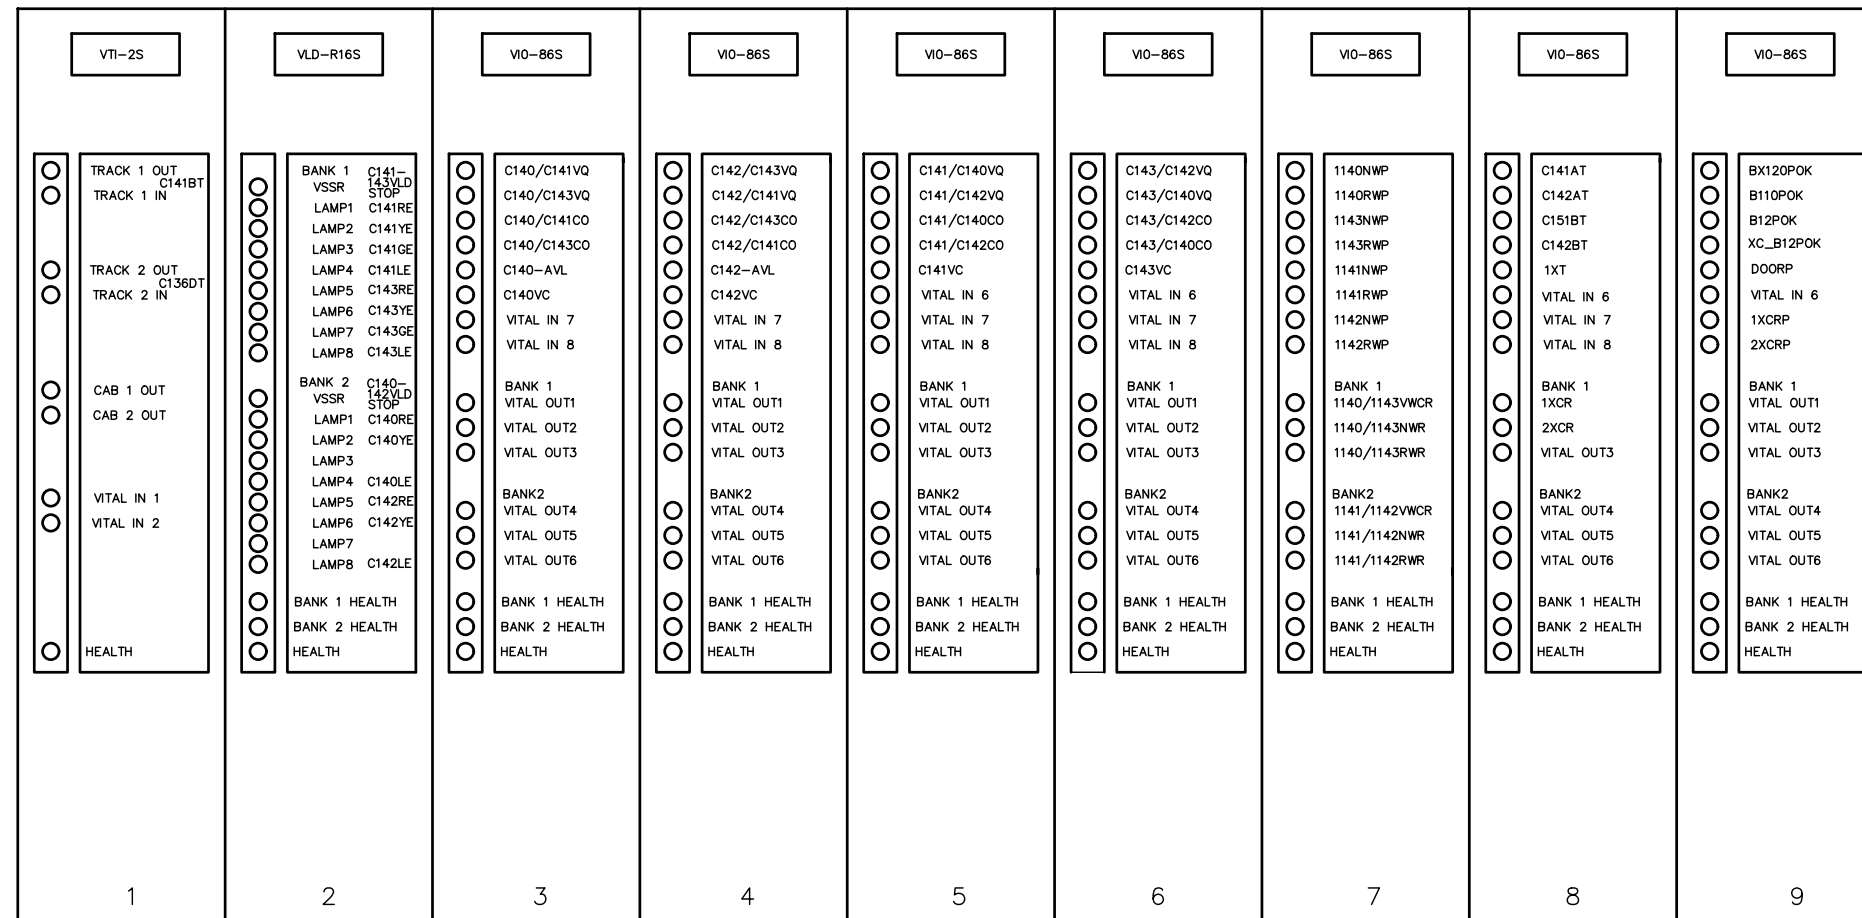 VTI-2S
TRACK 1 OUT
C141BT
TRACK 1 IN
TRACK 2 OUT
C136DT
TRACK 2 IN
CAB 1 OUT
CAB 2 OUT
VITAL IN 1
VITAL IN 2
HEALTH
1
VLD-R16S
BANK 1 C141-
VSSR 143VLD
STOP
LAMP1 C141RE
LAMP2 C141YE
LAMP3 C141GE
LAMP4 C141LE
LAMP5 C143RE
LAMP6 C143YE
LAMP7 C143GE
LAMP8 C143LE
BANK 2 C140-
VSSR 142VLD
STOP
LAMP1 C140RE
LAMP2 C140YE
LAMP3
LAMP4 C140LE
LAMP5 C142RE
LAMP6 C142YE
LAMP7
LAMP8 C142LE
BANK 1 HEALTH
BANK 2 HEALTH
HEALTH
2
VIO-86S
C140/C141VQ
C140/C143VQ
C140/C141CO
C140/C143CO
C140-AVL
C140VC
VITAL IN 7
VITAL IN 8
BANK 1
VITAL OUT1
VITAL OUT2
VITAL OUT3
BANK2
VITAL OUT4
VITAL OUT5
VITAL OUT6
BANK 1 HEALTH
BANK 2 HEALTH
HEALTH
3
VIO-86S
C142/C143VQ
C142/C141VQ
C142/C143CO
C142/C141CO
C142-AVL
C142VC
VITAL IN 7
VITAL IN 8
BANK 1
VITAL OUT1
VITAL OUT2
VITAL OUT3
BANK2
VITAL OUT4
VITAL OUT5
VITAL OUT6
BANK 1 HEALTH
BANK 2 HEALTH
HEALTH
4
VIO-86S
C141/C140VQ
C141/C142VQ
C141/C140CO
C141/C142CO
C141VC
VITAL IN 6
VITAL IN 7
VITAL IN 8
BANK 1
VITAL OUT1
VITAL OUT2
VITAL OUT3
BANK2
VITAL OUT4
VITAL OUT5
VITAL OUT6
BANK 1 HEALTH
BANK 2 HEALTH
HEALTH
5
VIO-86S
C143/C142VQ
C143/C140VQ
C143/C142CO
C143/C140CO
C143VC
VITAL IN 6
VITAL IN 7
VITAL IN 8
BANK 1
VITAL OUT1
VITAL OUT2
VITAL OUT3
BANK2
VITAL OUT4
VITAL OUT5
VITAL OUT6
BANK 1 HEALTH
BANK 2 HEALTH
HEALTH
6
VIO-86S
1140NWP
1140RWP
1143NWP
1143RWP
1141NWP
1141RWP
1142NWP
1142RWP
BANK 1
1140/1143VWCR
1140/1143NWR
1140/1143RWR
BANK2
1141/1142VWCR
1141/1142NWR
1141/1142RWR
BANK 1 HEALTH
BANK 2 HEALTH
HEALTH
7
VIO-86S
C141AT
C142AT
C151BT
C142BT
1XT
VITAL IN 6
VITAL IN 7
VITAL IN 8
BANK 1
1XCR
2XCR
VITAL OUT3
BANK2
VITAL OUT4
VITAL OUT5
VITAL OUT6
BANK 1 HEALTH
BANK 2 HEALTH
HEALTH
8
VIO-86S
BX120POK
B110POK
B12POK
XC_B12POK
DOORP
VITAL IN 6
1XCRP
2XCRP
BANK 1
VITAL OUT1
VITAL OUT2
VITAL OUT3
BANK2
VITAL OUT4
VITAL OUT5
VITAL OUT6
BANK 1 HEALTH
BANK 2 HEALTH
HEALTH
9